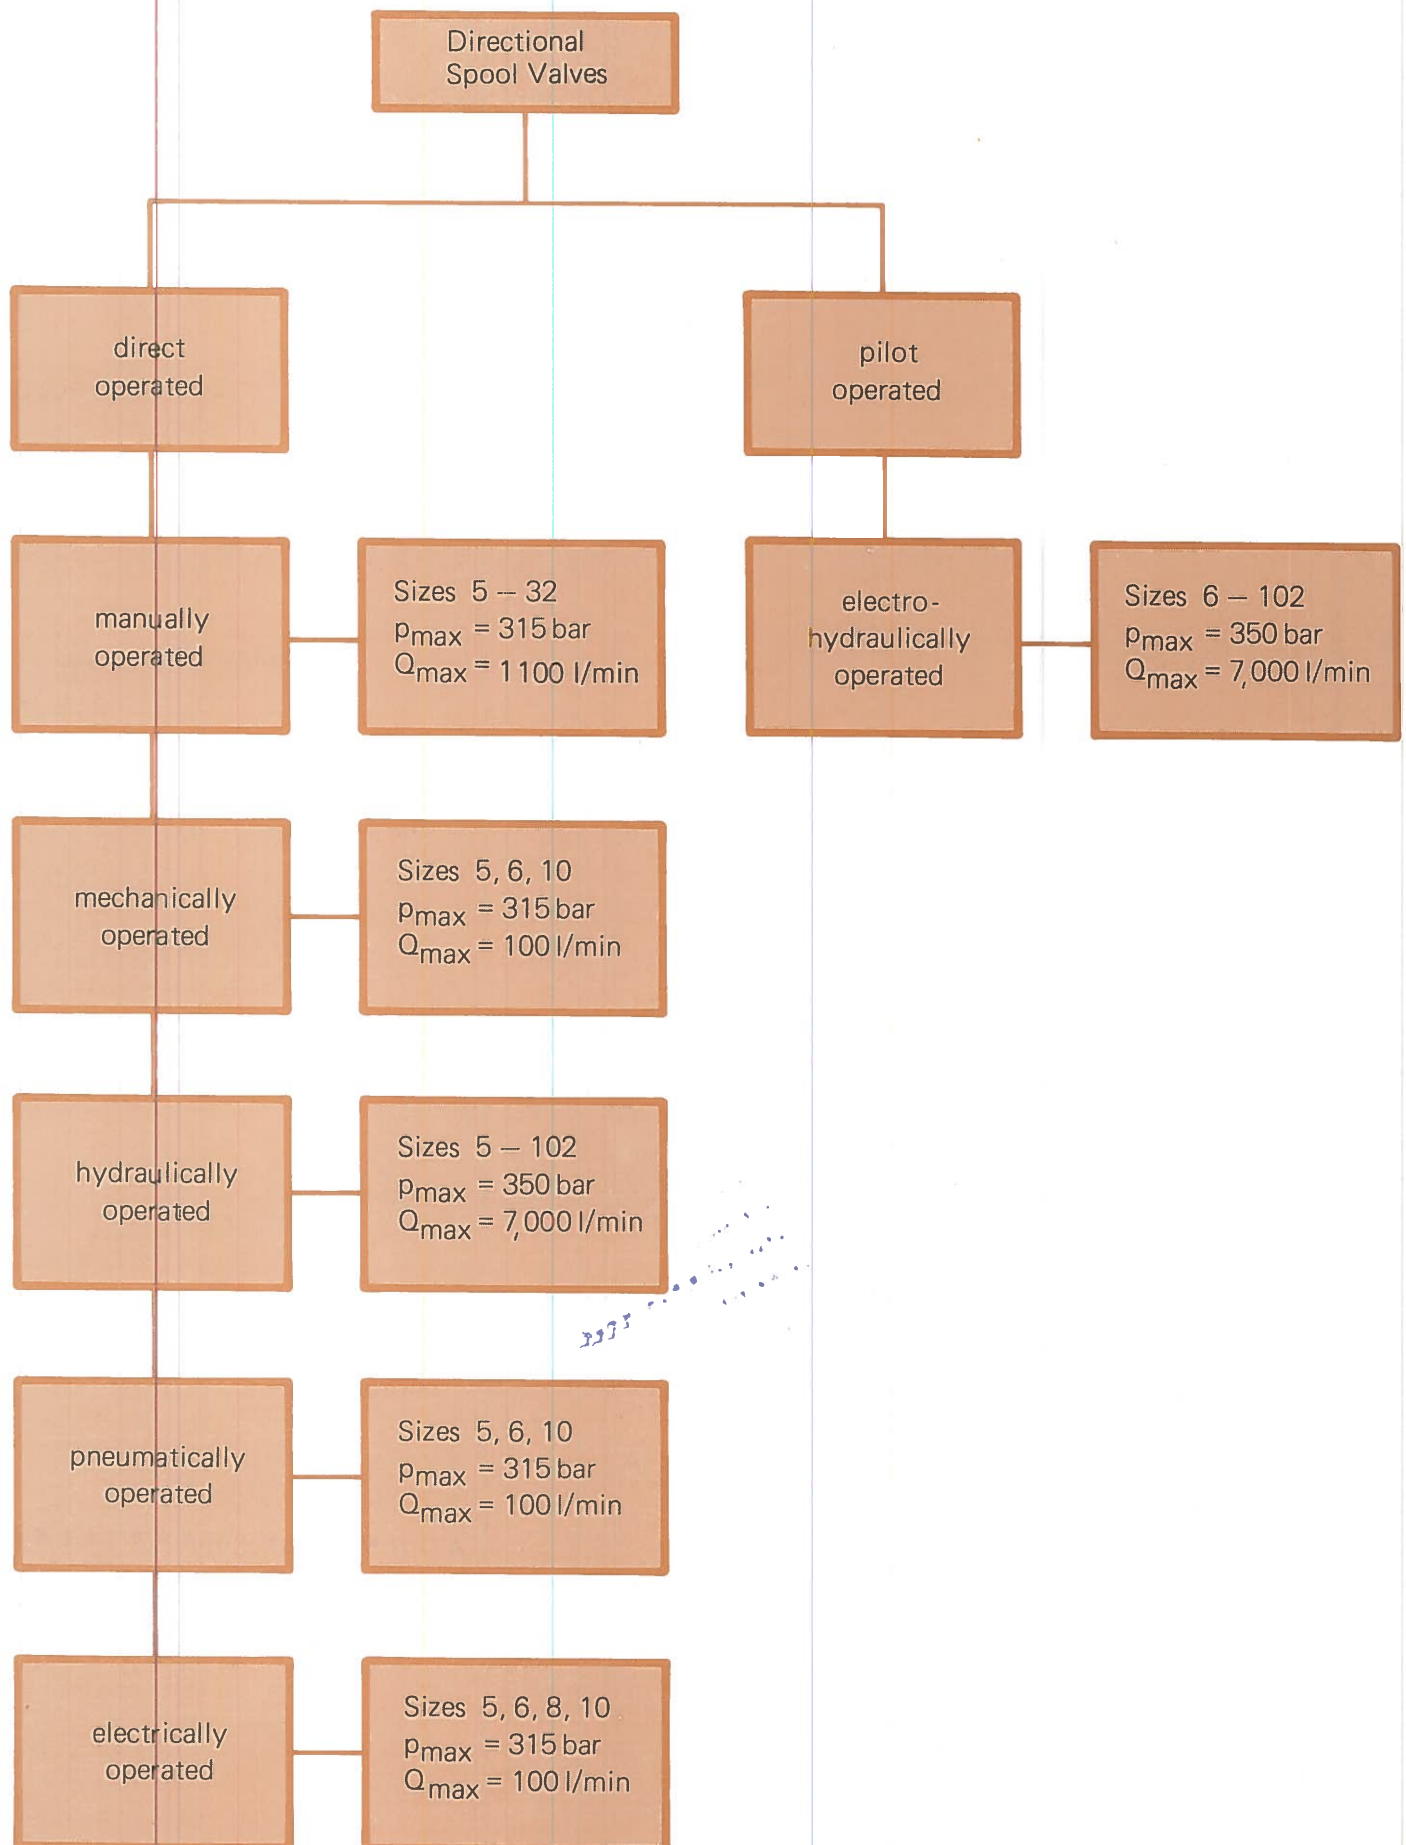 Directional
Spool Valves
direct
operated
pilot
operated
manually
operated
Sizes 5 – 32
pmax = 315 bar
Qmax = 1100 l/min
electro-
hydraulically
operated
Sizes 6 – 102
pmax = 350 bar
Qmax = 7,000 l/min
mechanically
operated
Sizes 5, 6, 10
pmax = 315 bar
Qmax = 100 l/min
hydraulically
operated
Sizes 5 – 102
pmax = 350 bar
Qmax = 7,000 l/min
pneumatically
operated
Sizes 5, 6, 10
pmax = 315 bar
Qmax = 100 l/min
electrically
operated
Sizes 5, 6, 8, 10
pmax = 315 bar
Qmax = 100 l/min